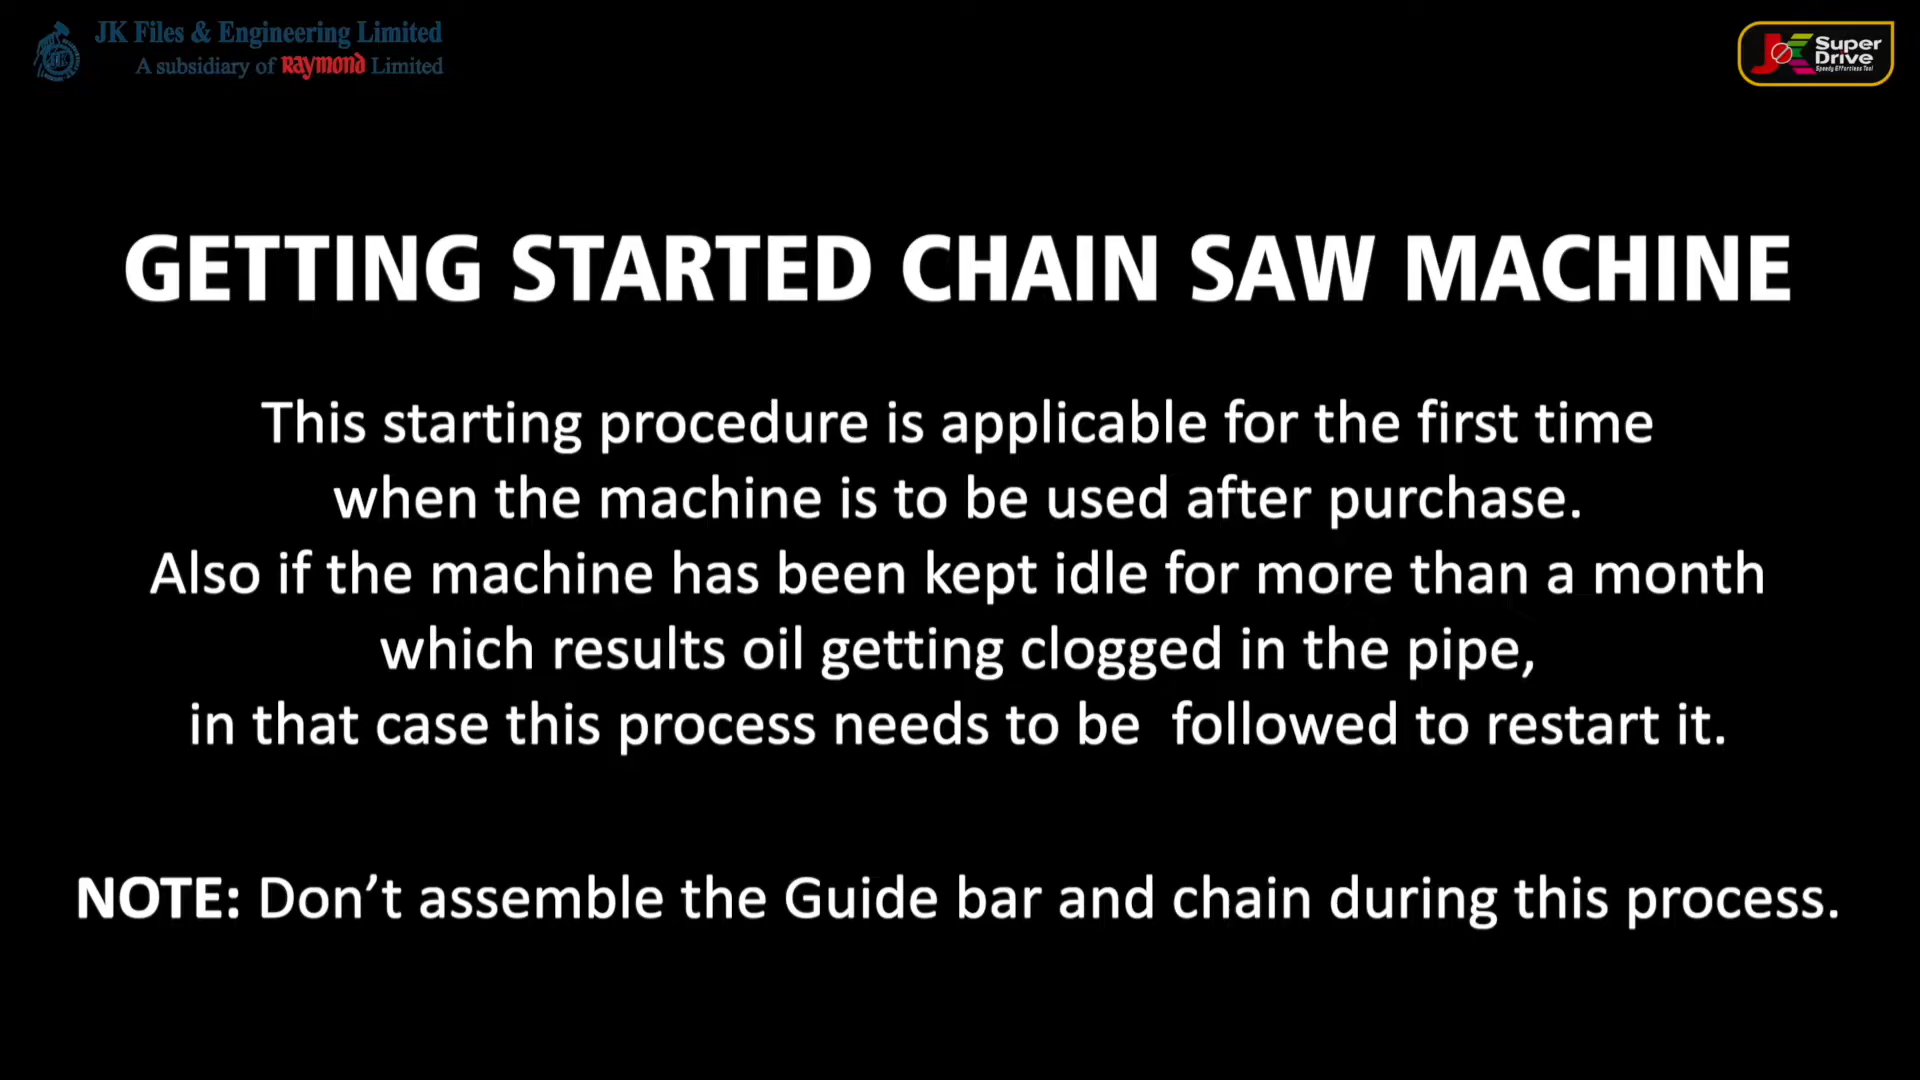 JK Files & Engineering Limited
A subsidiary of Raymond Limited
Super
Drive
Speedy Effortless Tool
GETTING STARTED CHAIN SAW MACHINE
This starting procedure is applicable for the first time
when the machine is to be used after purchase.
Also if the machine has been kept idle for more than a month
which results oil getting clogged in the pipe,
in that case this process needs to be  followed to restart it.
NOTE: Don’t assemble the Guide bar and chain during this process.